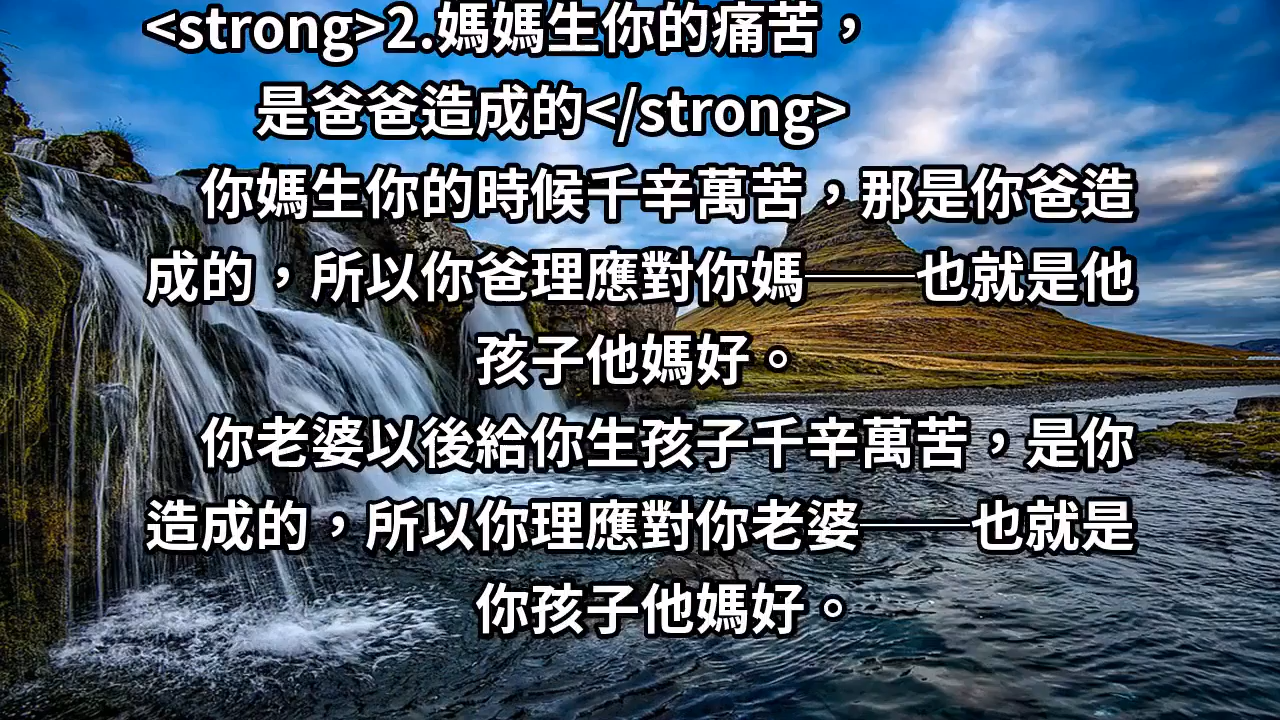 <strong>2.媽媽生你的痛苦，
是爸爸造成的</strong>
你媽生你的時候千辛萬苦，那是你爸造
成的，所以你爸理應對你媽──也就是他
孩子他媽好。
你老婆以後給你生孩子千辛萬苦，是你
造成的，所以你理應對你老婆──也就是
你孩子他媽好。